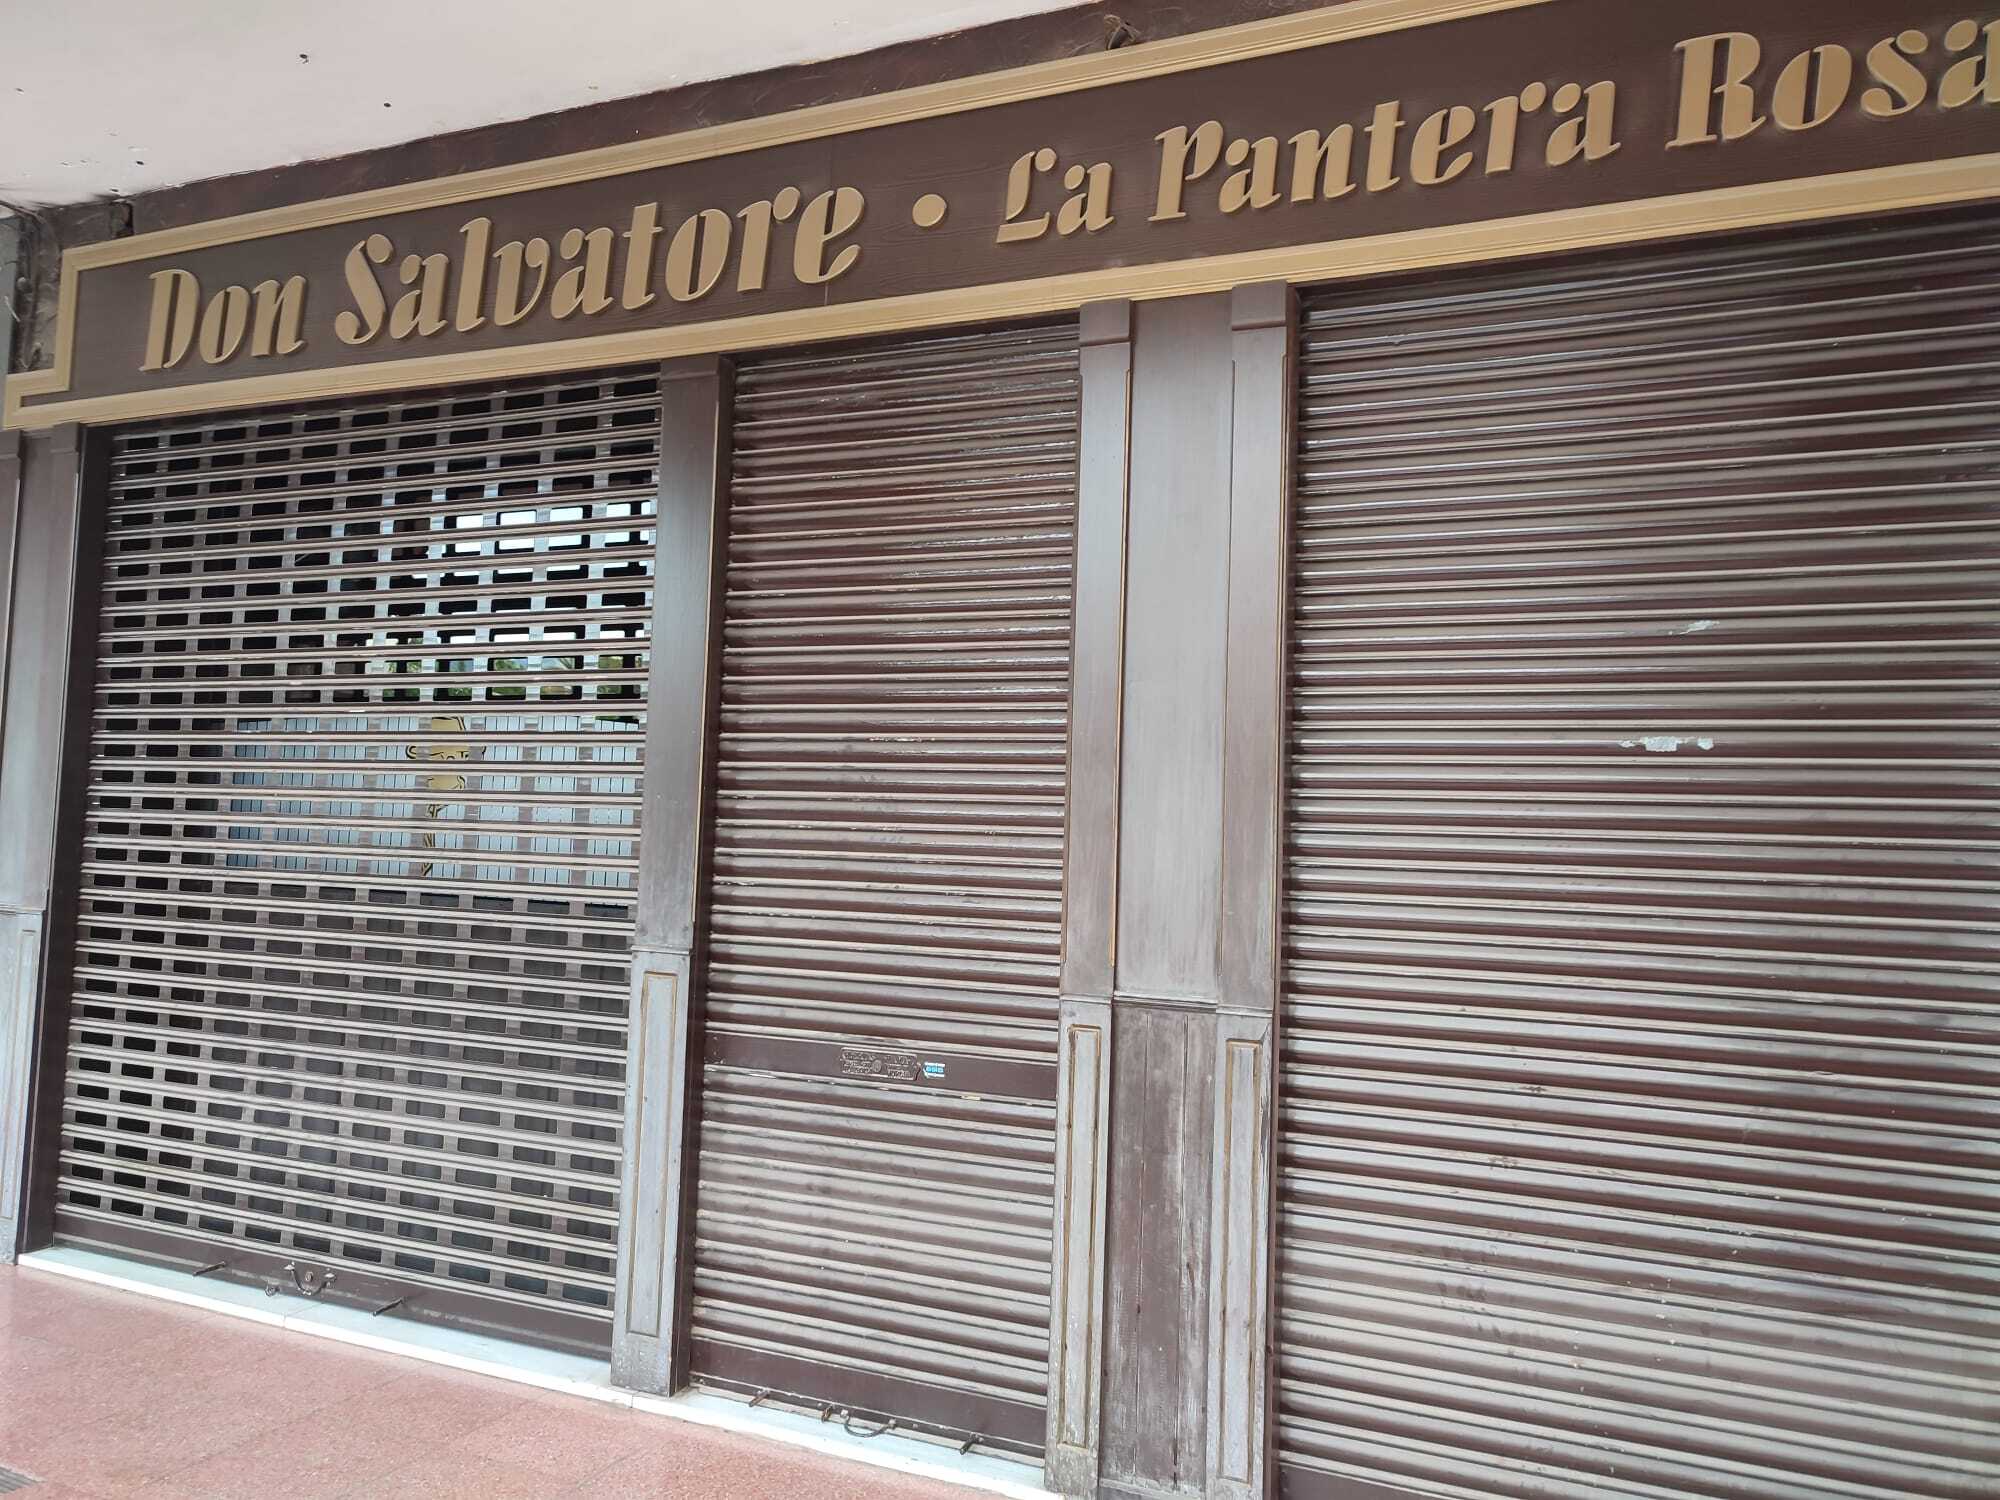 Don Salvatore · La Pantera Rosa